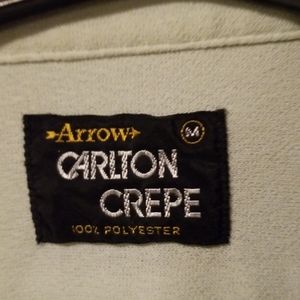 Arrow M
CARLTON
CREPE
100% POLYESTER